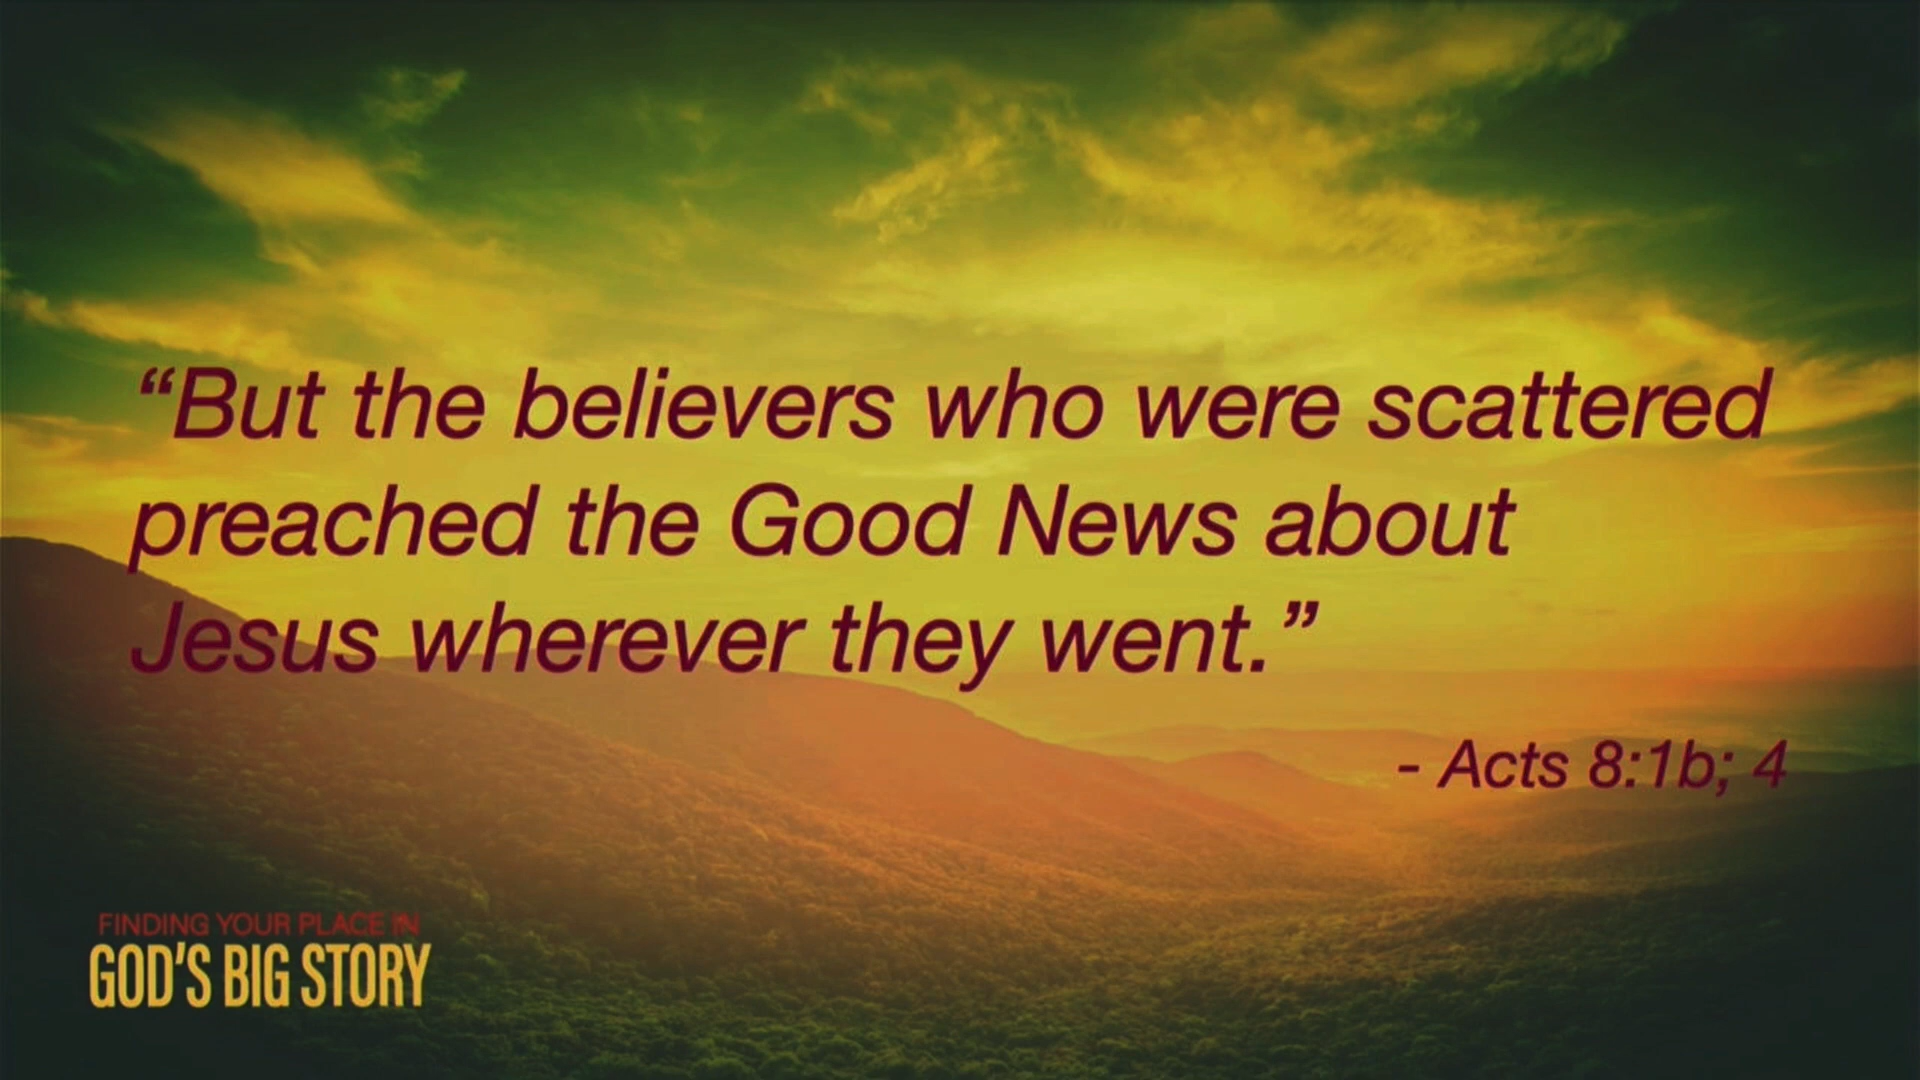 “But the believers who were scattered
preached the Good News about
Jesus wherever they went.”
- Acts 8:1b; 4
FINDING YOUR PLACE IN
GOD'S BIG STORY